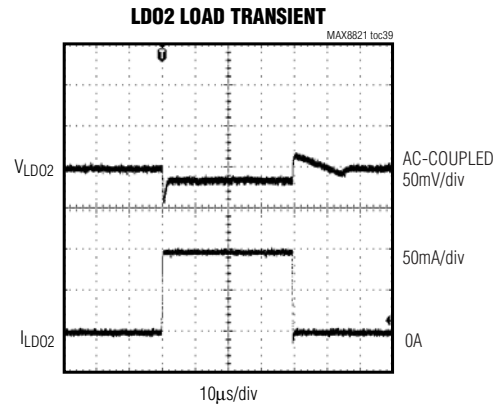 LDO2 LOAD TRANSIENT
MAX8821 toc39
T
VLDO2
AC-COUPLED
50mV/div
50mA/div
ILDO2
0A
10µs/div